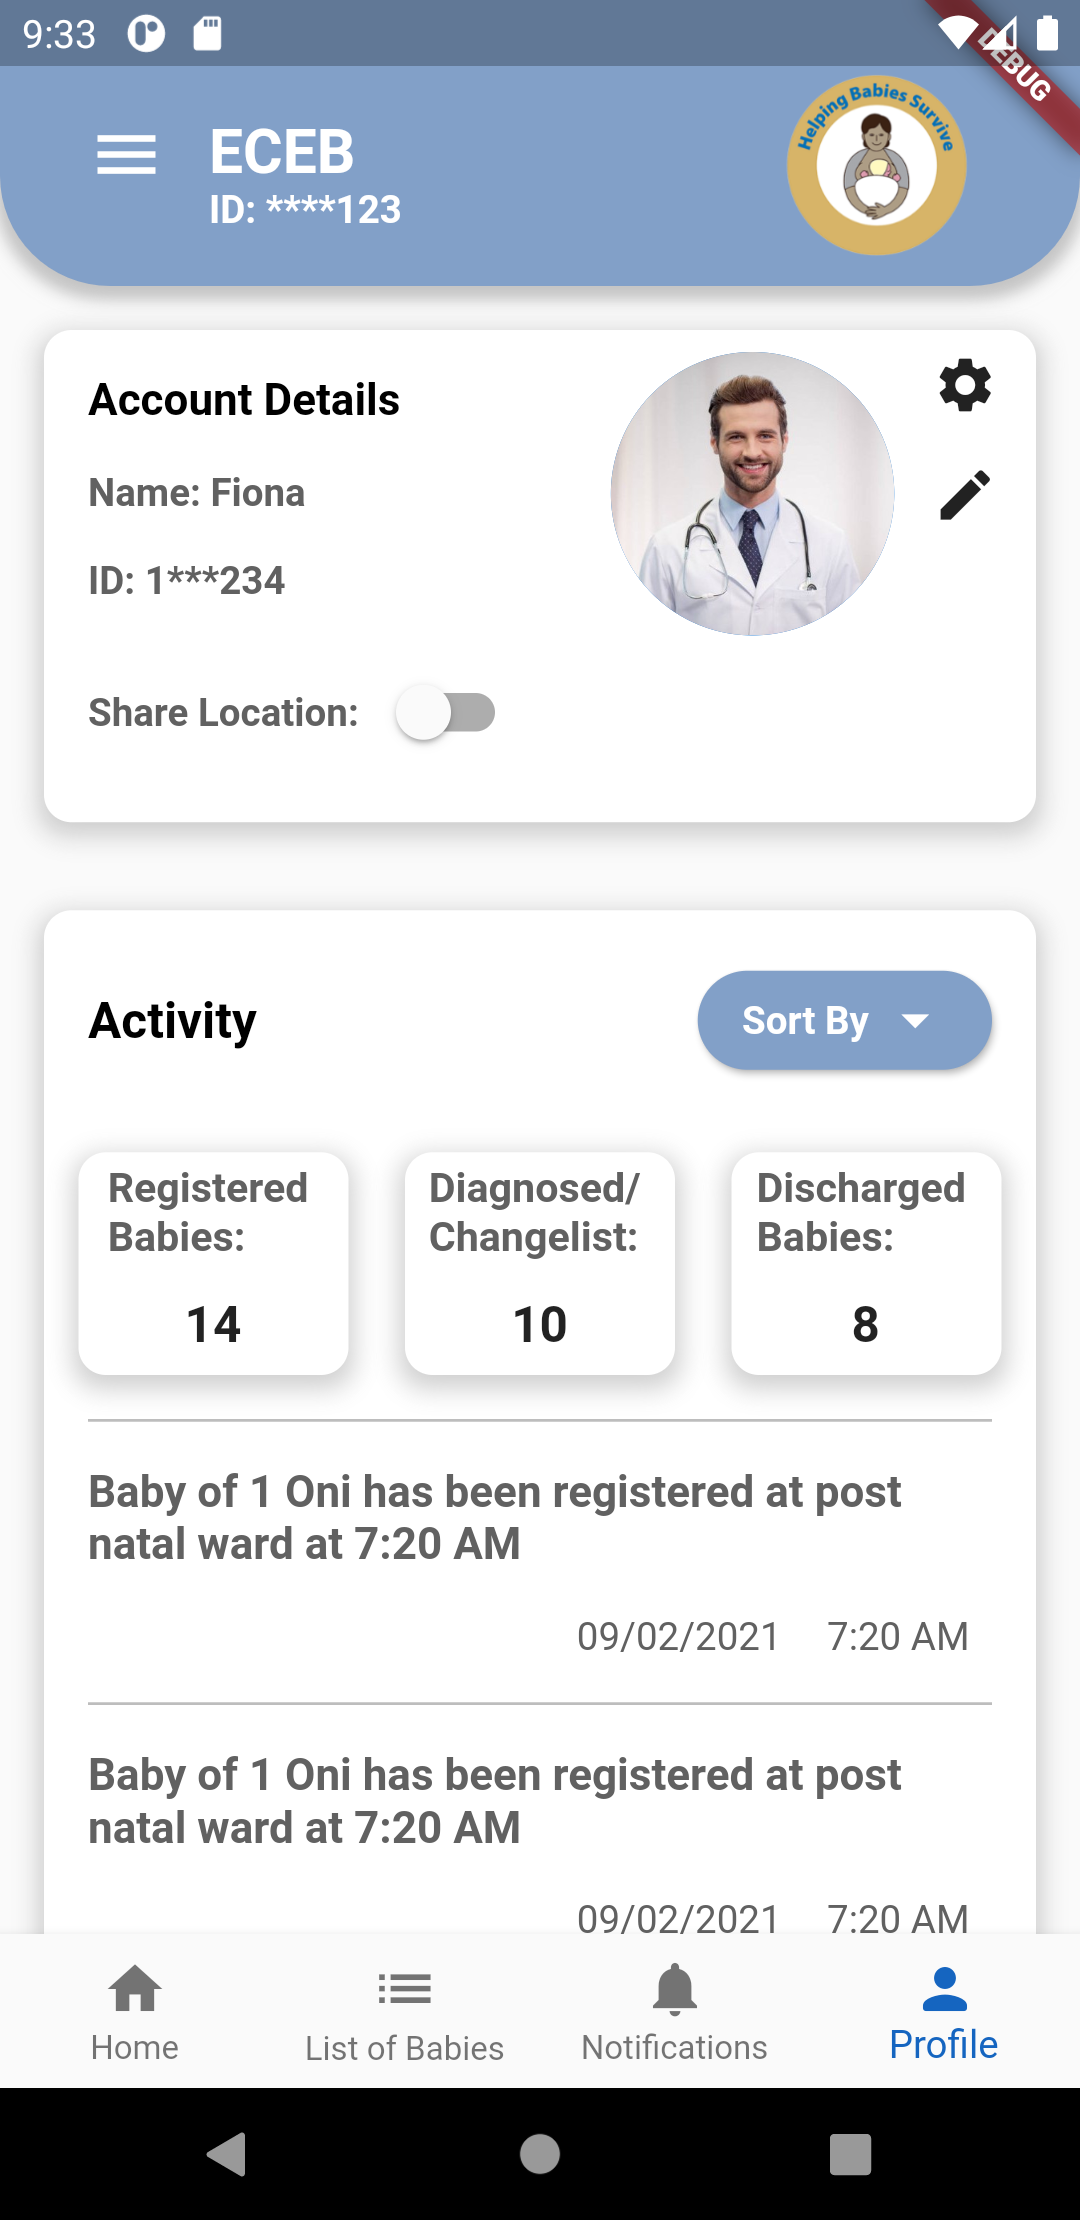 9:33
DEBUG
ECEB
ID: ****123
Helping Babies Survive
Account Details
Name: Fiona
ID: 1***234
Share Location:
Activity
Sort By
Registered
Babies:
14
Diagnosed/
Changelist:
10
Discharged
Babies:
8
Baby of 1 Oni has been registered at post
natal ward at 7:20 AM
09/02/2021 7:20 AM
Baby of 1 Oni has been registered at post
natal ward at 7:20 AM
09/02/2021 7:20 AM
Home
List of Babies
Notifications
Profile